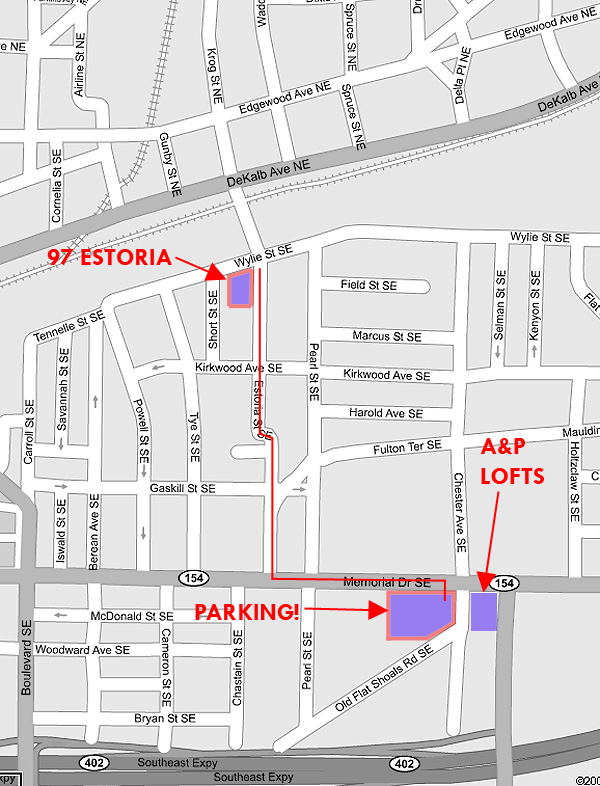 Airline St NE
Krog St NE
Spruce St NE
Edgewood Ave NE
Della Pl NE
Edgewood Ave NE
Spruce St NE
DeKalb Ave NE
Gunby St NE
Cornelia St SE
DeKalb Ave NE
97 ESTORIA
Wylie St SE
Wylie St SE
Field St SE
Short St SE
Selman St SE
Kenyon St SE
Flat
Tennelle St SE
Marcus St SE
Savannah St SE
Kirkwood Ave SE
Pearl St SE
Kirkwood Ave SE
Estoria St SE
Carroll St SE
Powell St SE
Tye St SE
Harold Ave SE
Fulton Ter SE
Mauldin
A&P
LOFTS
Holtzclaw St SE
Gaskill St SE
Chester Ave SE
Iswald St SE
Berean Ave SE
154
Memorial Dr SE
154
PARKING!
McDonald St SE
Boulevard SE
Woodward Ave SE
Cameron St SE
Chastain St SE
Pearl St SE
Old Flat Shoals Rd SE
Bryan St SE
402
Southeast Expy
402
Southeast Expy
xpy